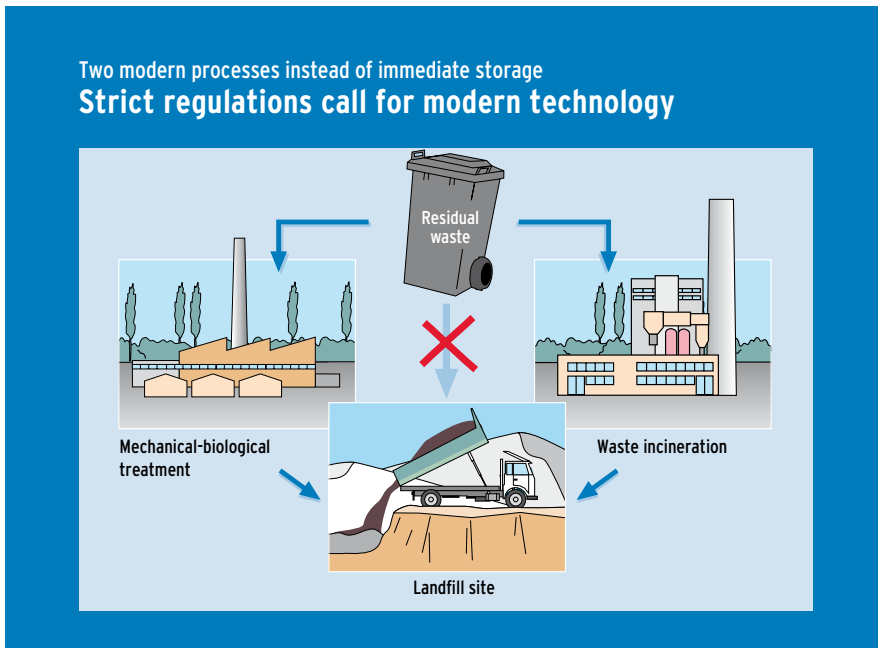 Two modern processes instead of immediate storage
Strict regulations call for modern technology
Residual
waste
Mechanical-biological
treatment
Waste incineration
Landfill site